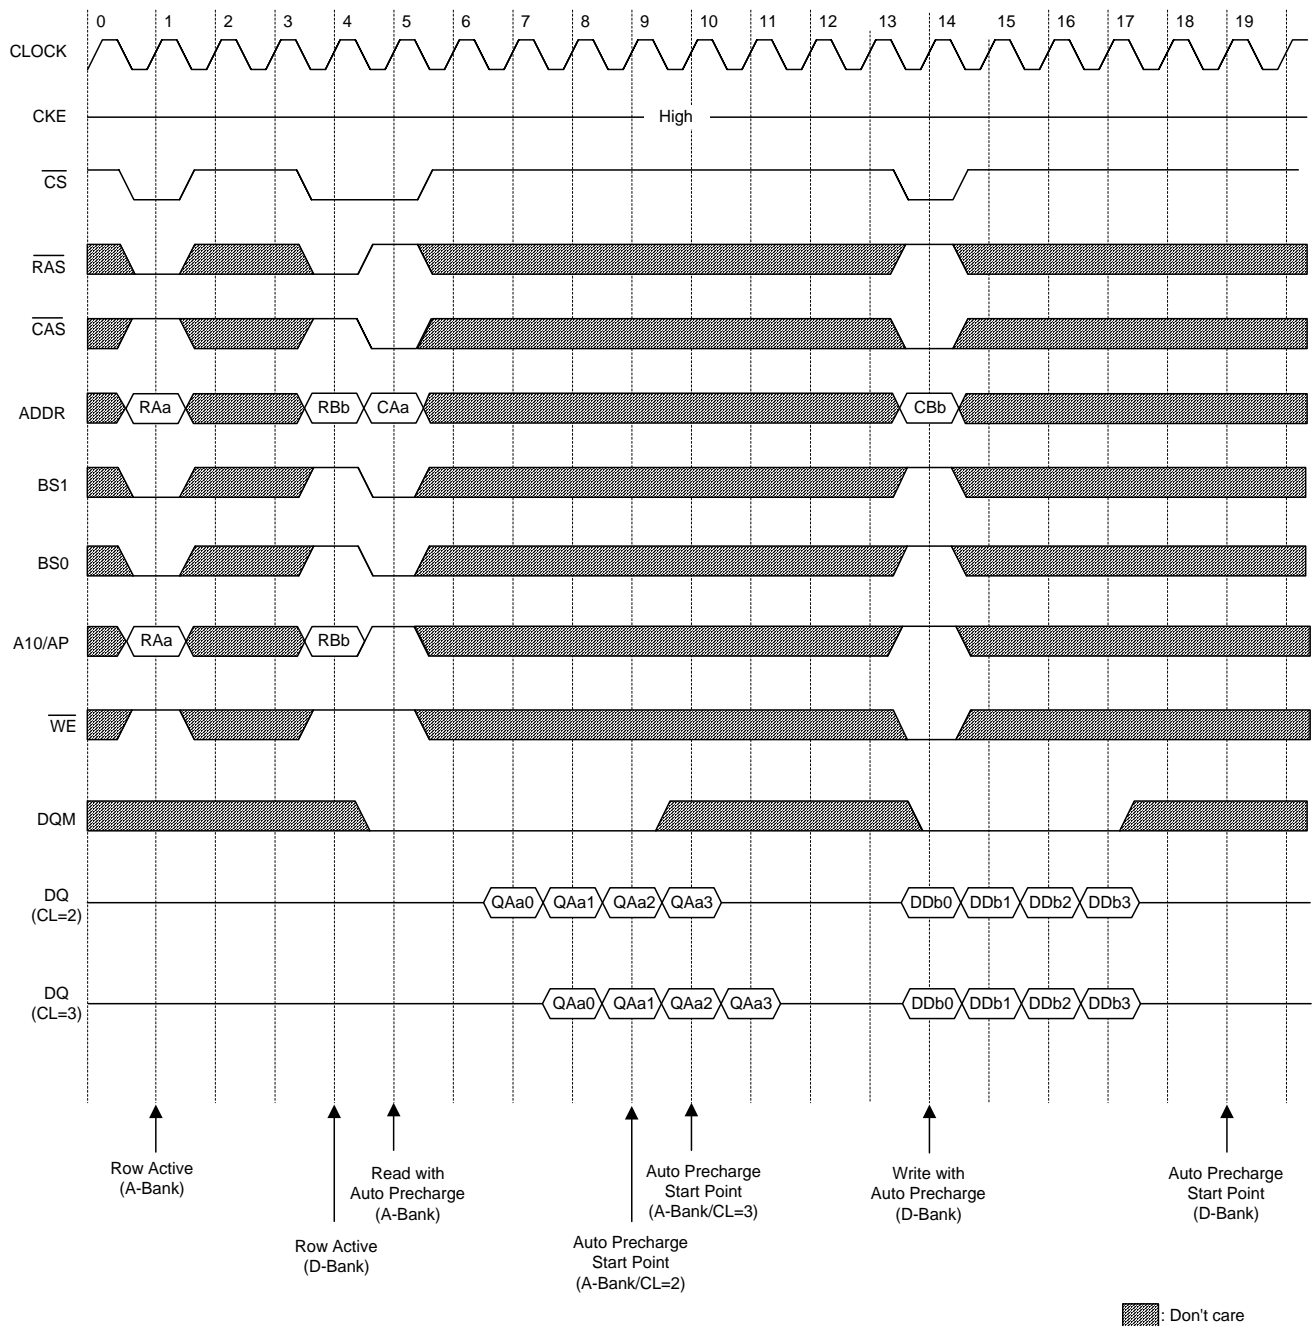 0 1 2 3 4 5 6 7 8 9 10 11 12 13 14 15 16 17 18 19
CLOCK
CKE High
CS
RAS
CAS
ADDR RAa RBb CAa CBb
BS1
BS0
A10/AP RAa RBb
WE
DQM
DQ
(CL=2)
QAa0 QAa1 QAa2 QAa3 DDb0 DDb1 DDb2 DDb3
DQ
(CL=3)
QAa0 QAa1 QAa2 QAa3 DDb0 DDb1 DDb2 DDb3
Row Active
(A-Bank)
Row Active
(D-Bank)
Read with
Auto Precharge
(A-Bank)
Auto Precharge
Start Point
(A-Bank/CL=2)
Auto Precharge
Start Point
(A-Bank/CL=3)
Write with
Auto Precharge
(D-Bank)
Auto Precharge
Start Point
(D-Bank)
: Don't care